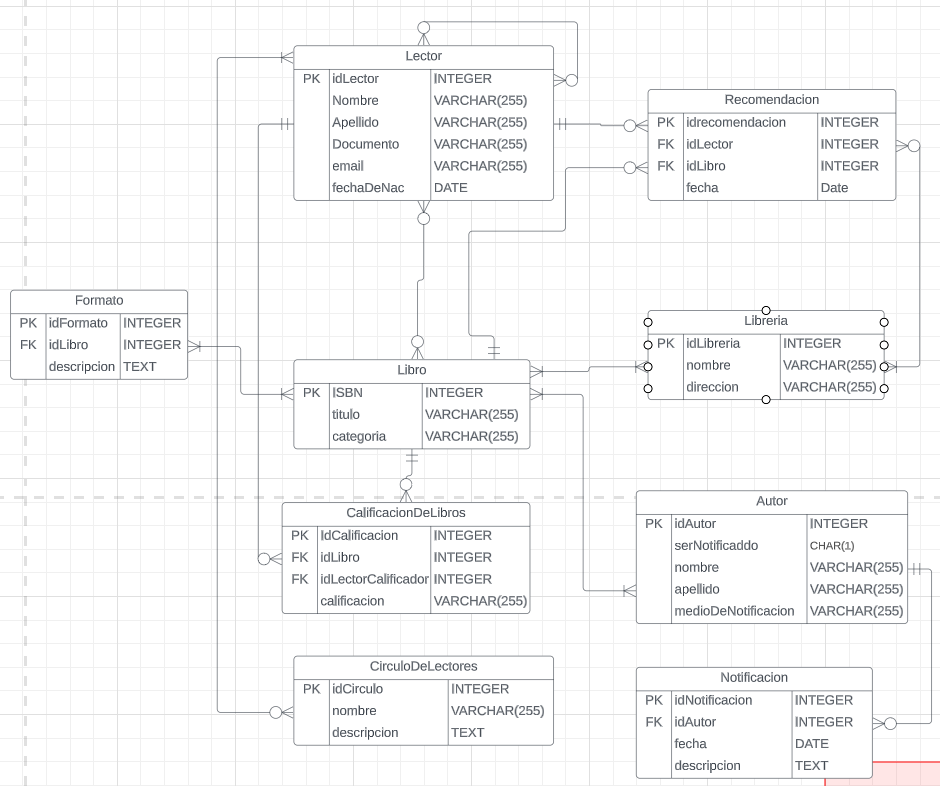 Lector
PK idLector INTEGER
Nombre VARCHAR(255)
Apellido VARCHAR(255)
Documento VARCHAR(255)
email VARCHAR(255)
fechaDeNac DATE
Recomendacion
PK idrecomendacion INTEGER
FK idLector INTEGER
FK idLibro INTEGER
fecha Date
Formato
PK idFormato INTEGER
FK idLibro INTEGER
descripcion TEXT
Libreria
PK idLibreria INTEGER
nombre VARCHAR(255)
direccion VARCHAR(255)
Libro
PK ISBN INTEGER
titulo VARCHAR(255)
categoria VARCHAR(255)
CalificacionDeLibros
PK IdCalificacion INTEGER
FK idLibro INTEGER
FK idLectorCalificador INTEGER
calificacion VARCHAR(255)
Autor
PK idAutor INTEGER
serNotificaddo CHAR(1)
nombre VARCHAR(255)
apellido VARCHAR(255)
medioDeNotificacion VARCHAR(255)
CirculoDeLectores
PK idCirculo INTEGER
nombre VARCHAR(255)
descripcion TEXT
Notificacion
PK idNotificacion INTEGER
FK idAutor INTEGER
fecha DATE
descripcion TEXT